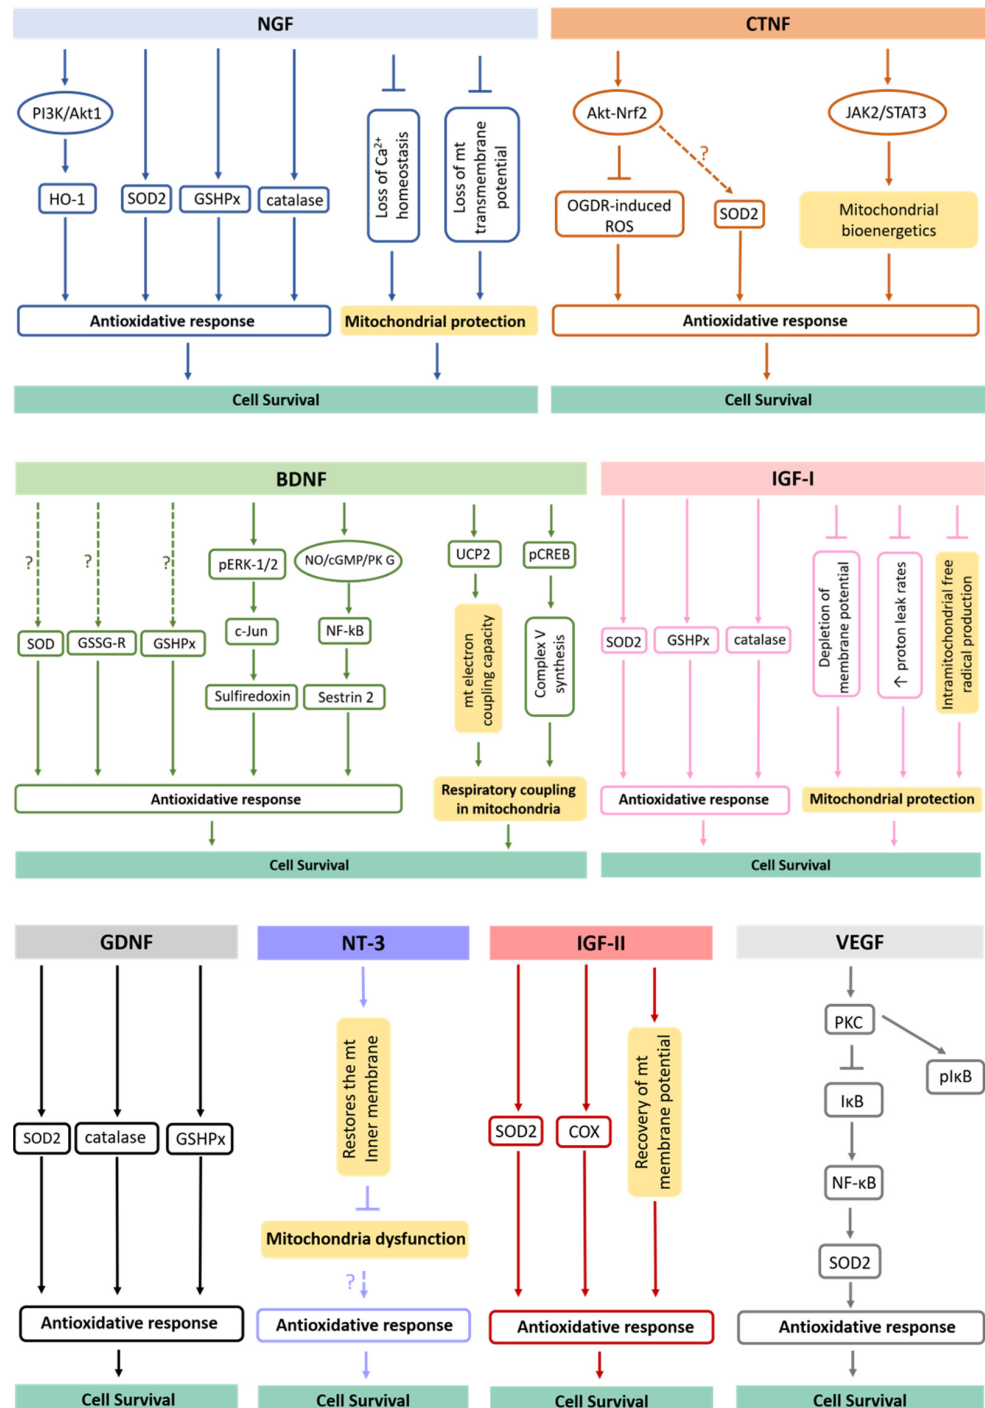 NGF
PI3K/Akt1
HO-1
SOD2
GSHPx
catalase
Loss of Ca²⁺
homeostasis
Loss of mt
transmembrane
potential
Antioxidative response
Mitochondrial protection
Cell Survival
CTNF
Akt-Nrf2
?
OGDR-induced
ROS
SOD2
JAK2/STAT3
Mitochondrial
bioenergetics
Antioxidative response
Cell Survival
BDNF
?
?
?
SOD
GSSG-R
GSHPx
pERK-1/2
c-Jun
Sulfiredoxin
NO/cGMP/PK G
NF-kB
Sestrin 2
UCP2
mt electron
coupling capacity
pCREB
Complex V
synthesis
Antioxidative response
Respiratory coupling
in mitochondria
Cell Survival
IGF-I
SOD2
GSHPx
catalase
Depletion of
membrane potential
↑ proton leak rates
Intramitochondrial free
radical production
Antioxidative response
Mitochondrial protection
Cell Survival
GDNF
SOD2
catalase
GSHPx
Antioxidative response
Cell Survival
NT-3
Restores the mt
Inner membrane
Mitochondria dysfunction
?
Antioxidative response
Cell Survival
IGF-II
SOD2
COX
Recovery of mt
membrane potential
Antioxidative response
Cell Survival
VEGF
PKC
pIκB
IκB
NF-κB
SOD2
Antioxidative response
Cell Survival